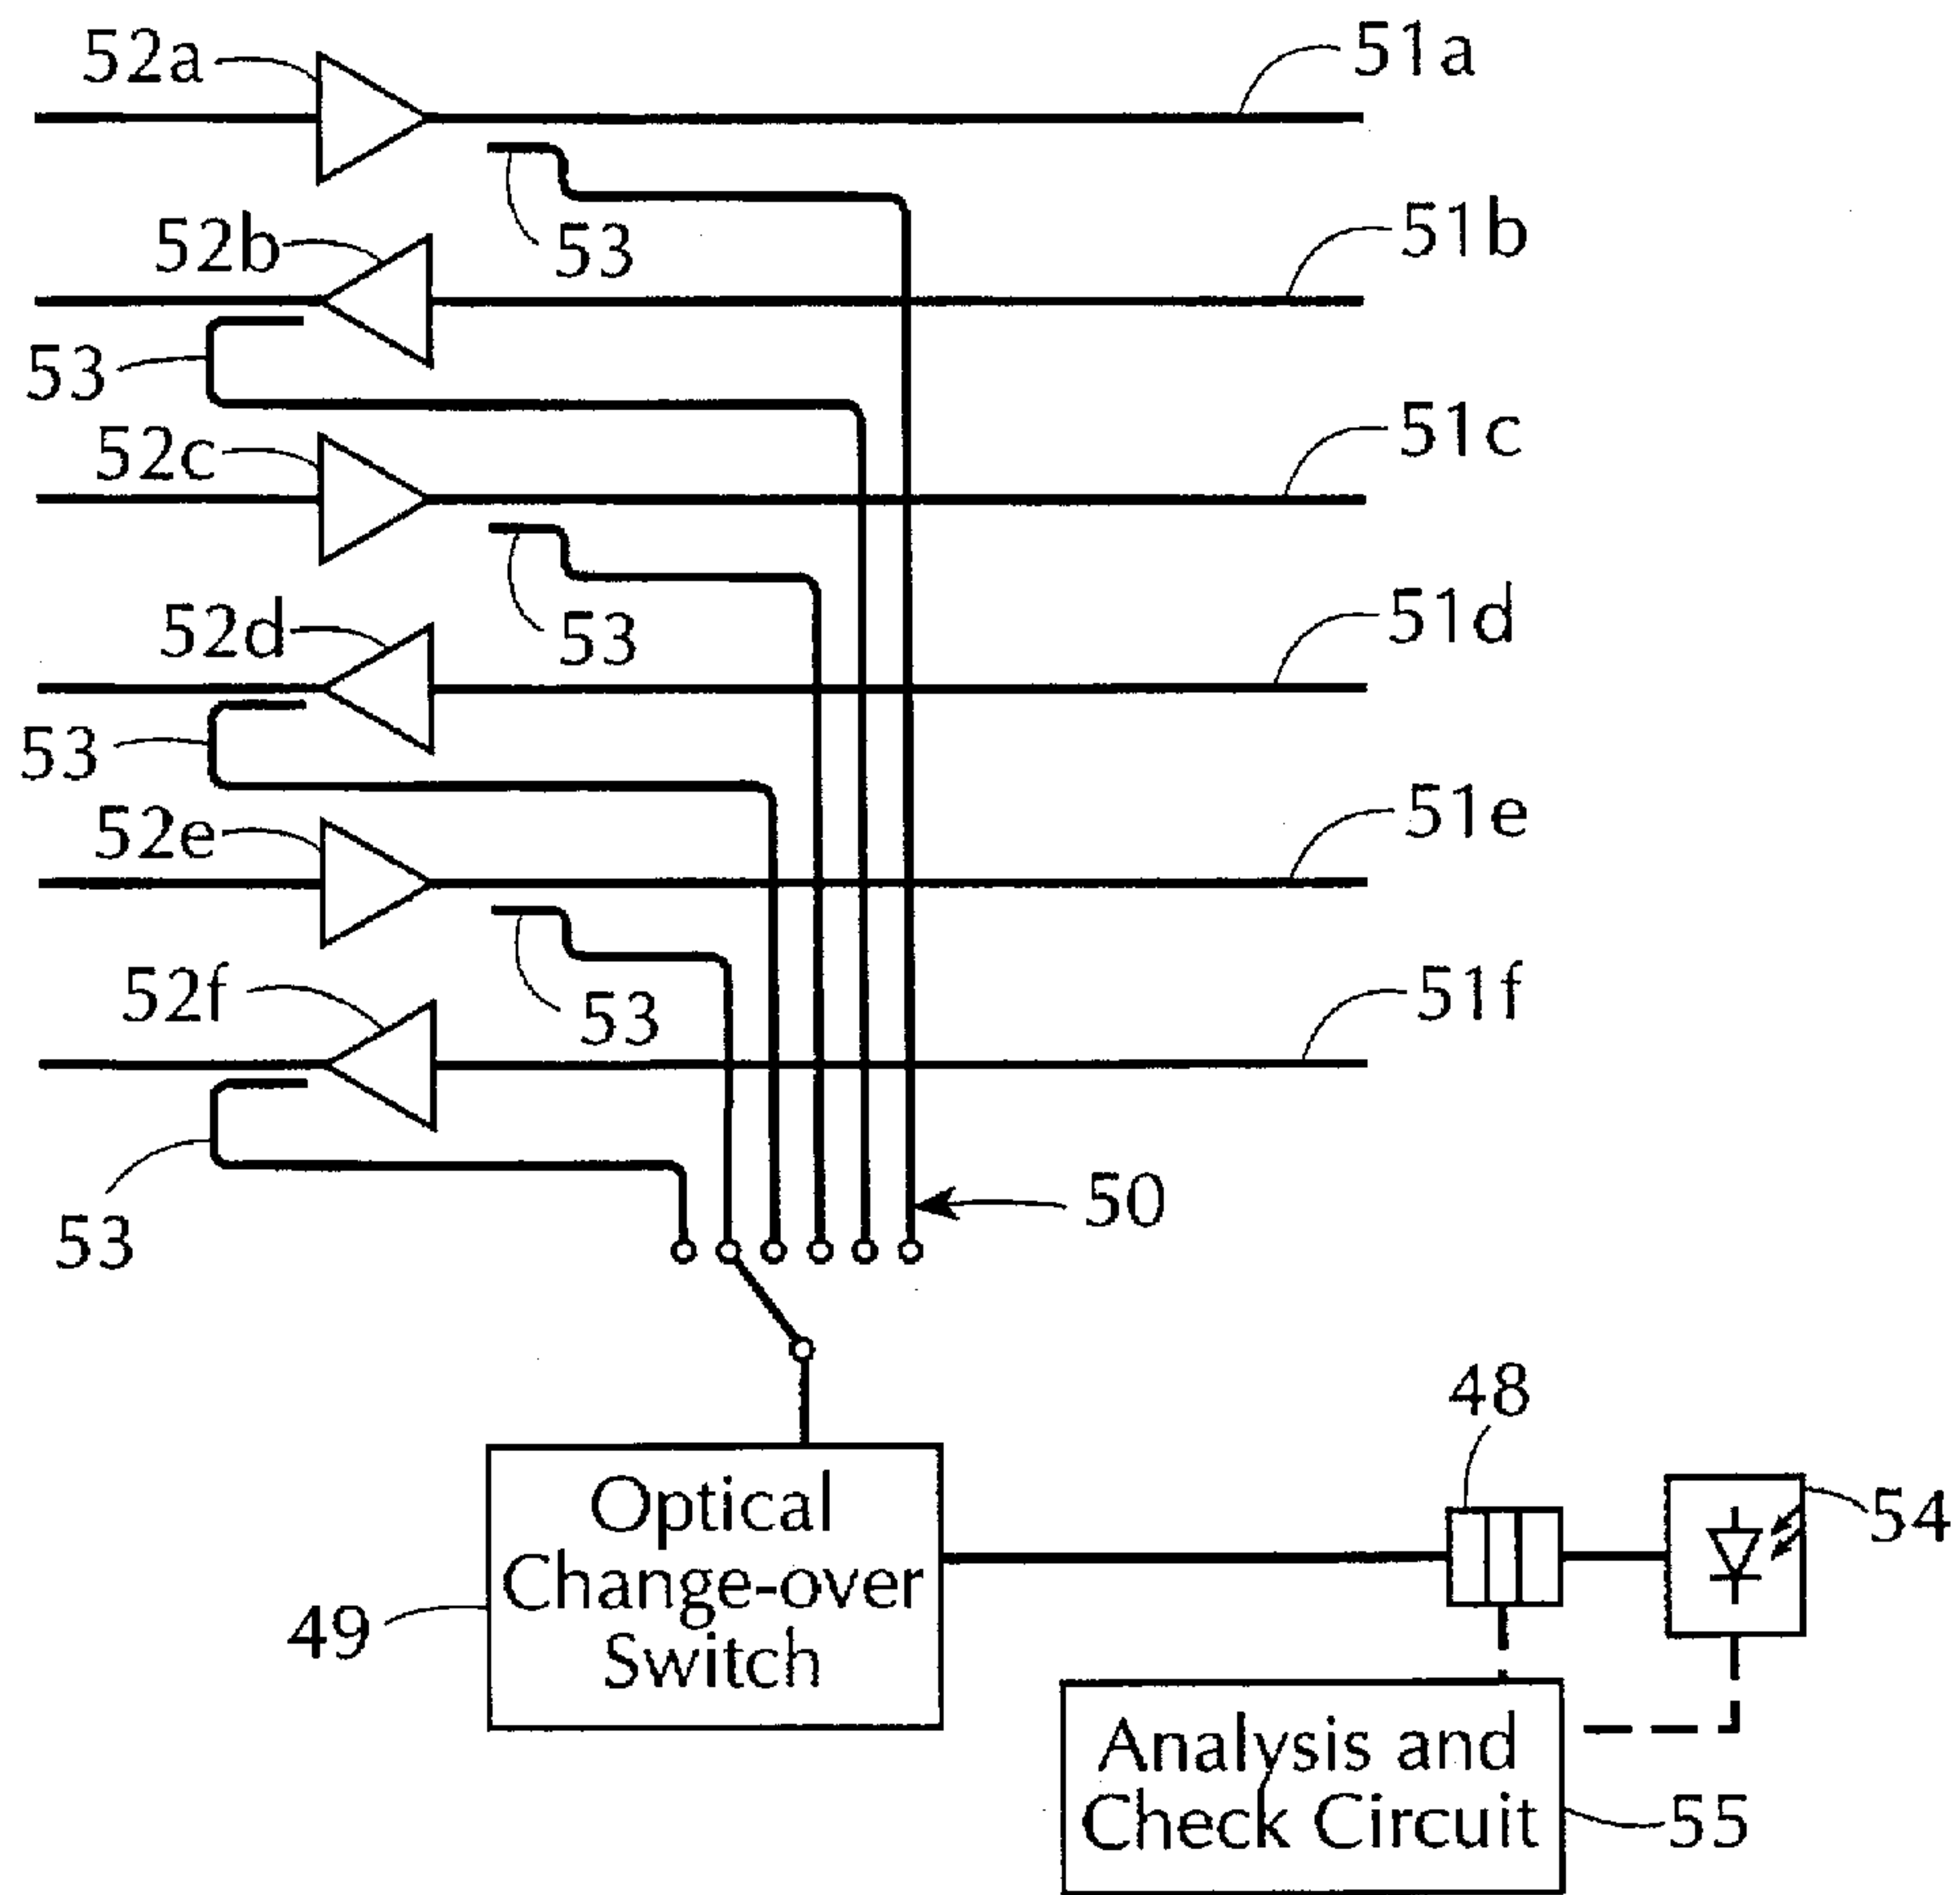 52a
51a
53
52b
51b
53
52c
51c
53
52d
51d
53
52e
51e
53
52f
51f
53
50
48
54
Optical
Change-over
Switch
49
Analysis and
Check Circuit
55